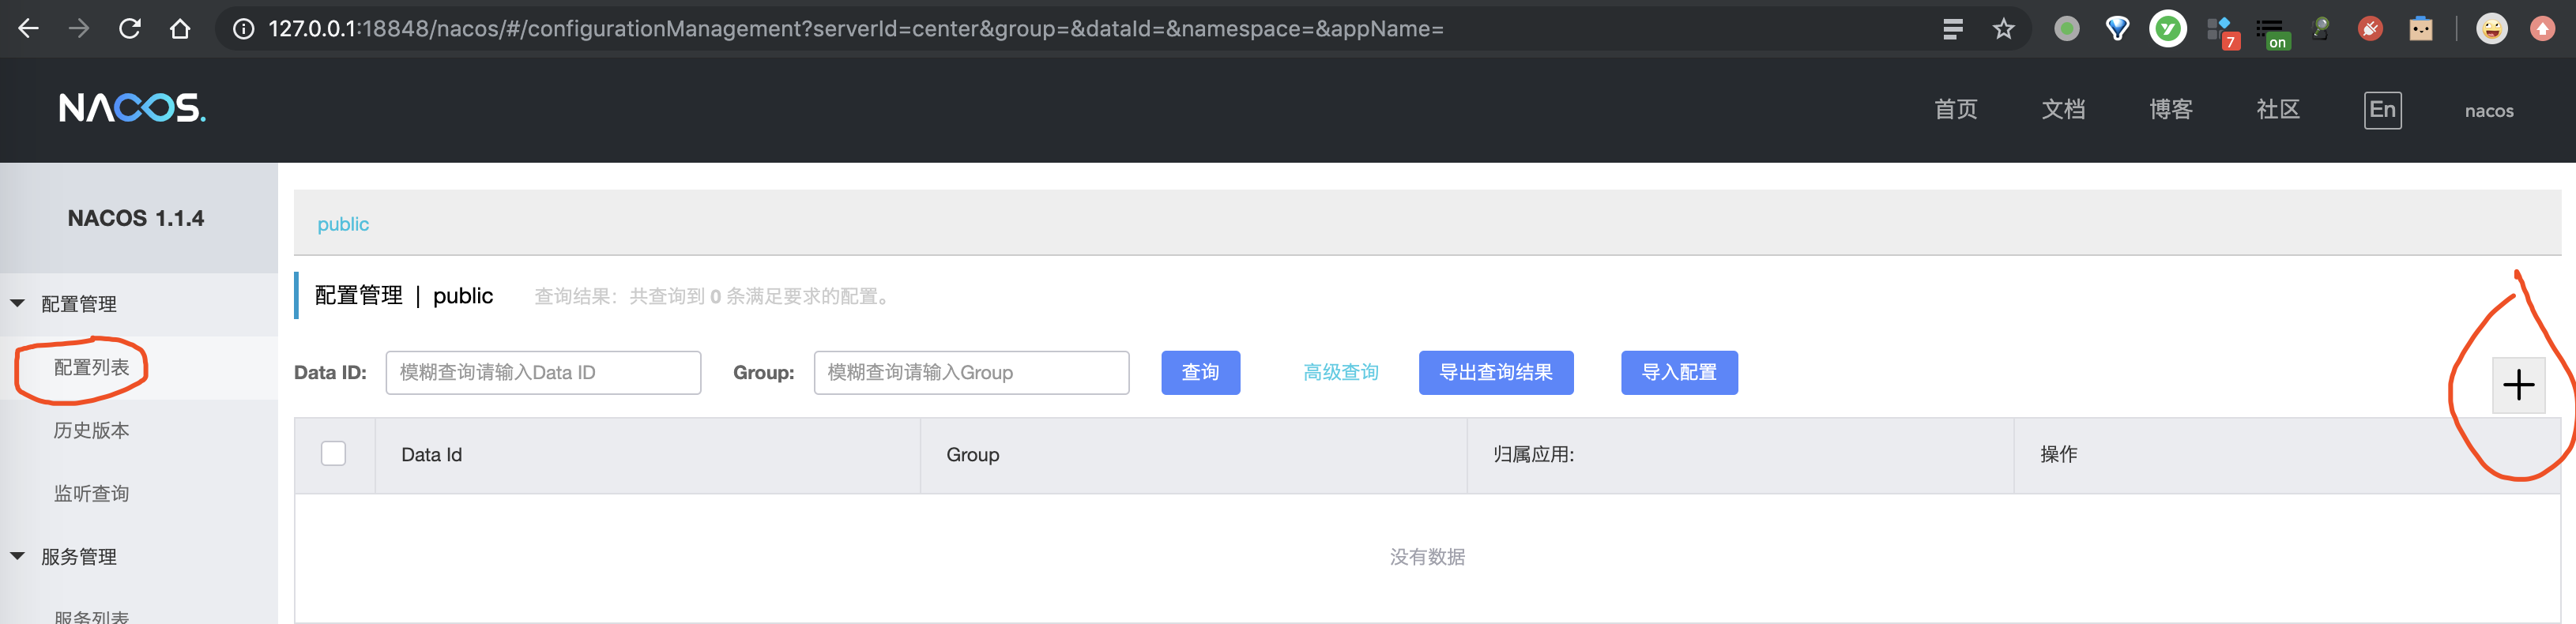 127.0.0.1:18848/nacos/#/configurationManagement?serverId=center&group=&dataId=&namespace=&appName=
7
on
NACOS.
首页
文档
博客
社区
En
nacos
NACOS 1.1.4
配置管理
配置列表
历史版本
监听查询
服务管理
服务列表
public
配置管理 | public 查询结果：共查询到 0 条满足要求的配置。
Data ID: 模糊查询请输入Data ID Group: 模糊查询请输入Group 查询 高级查询 导出查询结果 导入配置
Data Id Group 归属应用: 操作
没有数据